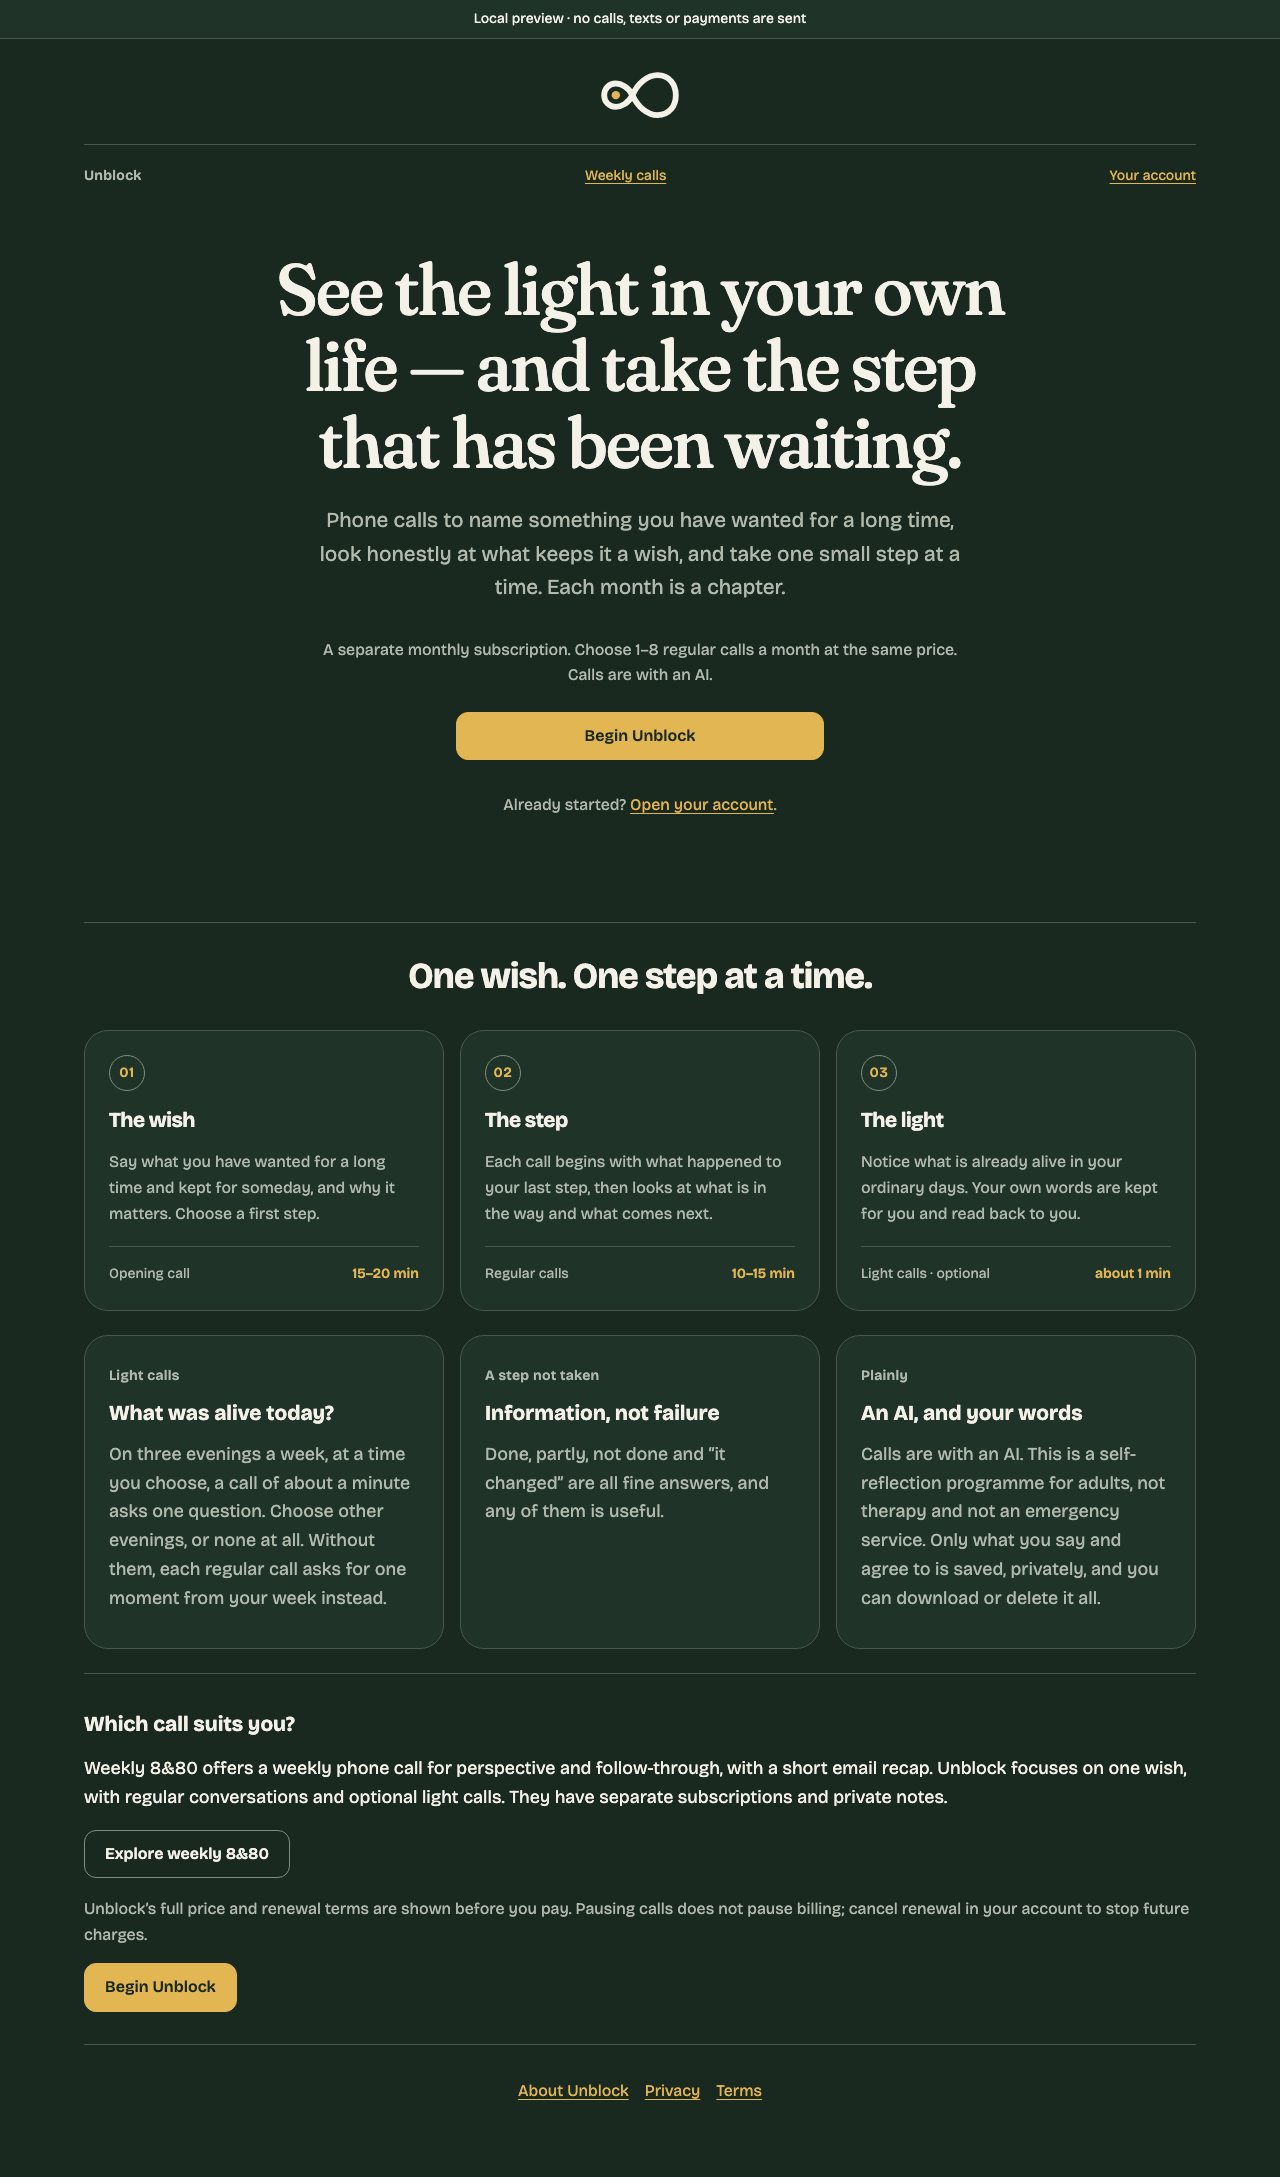 Local preview · no calls, texts or payments are sent
Unblock
Weekly calls
Your account
See the light in your own
life — and take the step
that has been waiting.
Phone calls to name something you have wanted for a long time,
look honestly at what keeps it a wish, and take one small step at a
time. Each month is a chapter.
A separate monthly subscription. Choose 1–8 regular calls a month at the same price.
Calls are with an AI.
Begin Unblock
Already started? Open your account.
One wish. One step at a time.
01
The wish
Say what you have wanted for a long
time and kept for someday, and why it
matters. Choose a first step.
Opening call
15–20 min
02
The step
Each call begins with what happened to
your last step, then looks at what is in
the way and what comes next.
Regular calls
10–15 min
03
The light
Notice what is already alive in your
ordinary days. Your own words are kept
for you and read back to you.
Light calls · optional
about 1 min
Light calls
What was alive today?
On three evenings a week, at a time
you choose, a call of about a minute
asks one question. Choose other
evenings, or none at all. Without
them, each regular call asks for one
moment from your week instead.
A step not taken
Information, not failure
Done, partly, not done and “it
changed” are all fine answers, and
any of them is useful.
Plainly
An AI, and your words
Calls are with an AI. This is a self-
reflection programme for adults, not
therapy and not an emergency
service. Only what you say and
agree to is saved, privately, and you
can download or delete it all.
Which call suits you?
Weekly 8&80 offers a weekly phone call for perspective and follow-through, with a short email recap. Unblock focuses on one wish,
with regular conversations and optional light calls. They have separate subscriptions and private notes.
Explore weekly 8&80
Unblock’s full price and renewal terms are shown before you pay. Pausing calls does not pause billing; cancel renewal in your account to stop future
charges.
Begin Unblock
About Unblock
Privacy
Terms